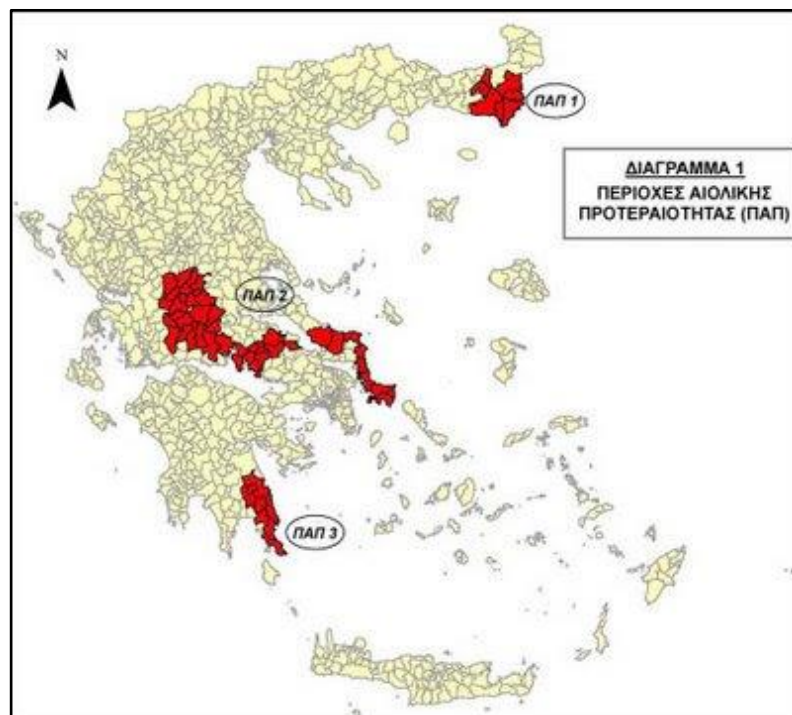 N
ΠΑΠ 1
ΔΙΑΓΡΑΜΜΑ 1
ΠΕΡΙΟΧΕΣ ΑΙΟΛΙΚΗΣ
ΠΡΟΤΕΡΑΙΟΤΗΤΑΣ (ΠΑΠ)
ΠΑΠ 2
ΠΑΠ 3